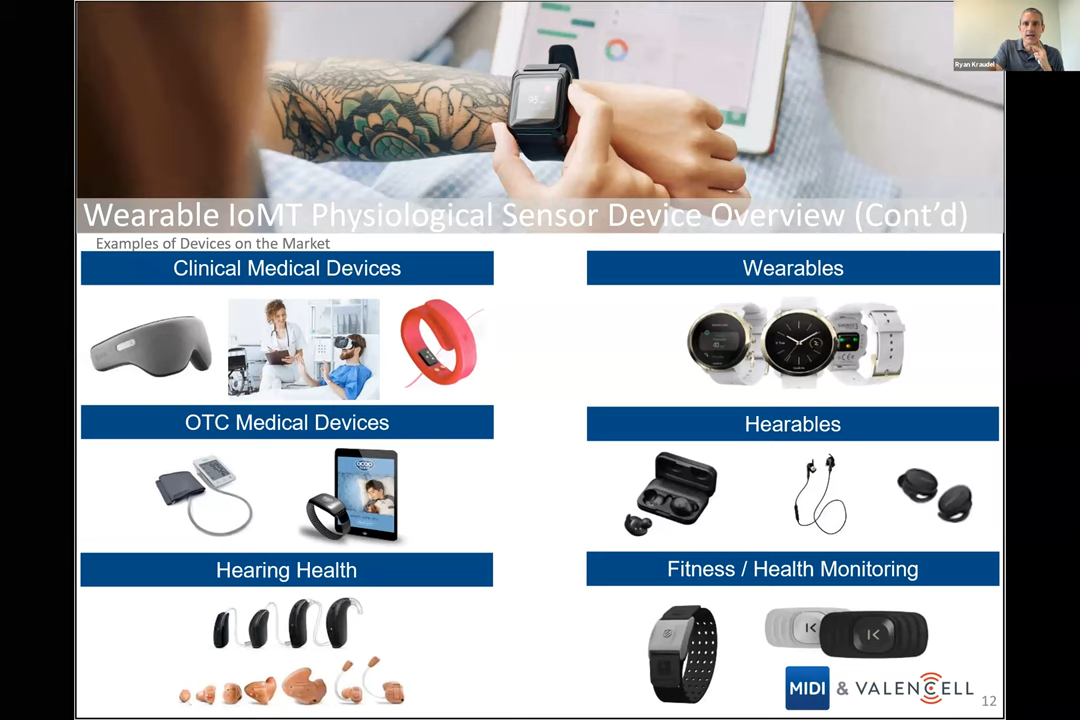 Ryan Kraudel
95
Wearable IoMT Physiological Sensor Device Overview (Cont'd)
Examples of Devices on the Market
Clinical Medical Devices
Wearables
OTC Medical Devices
Hearables
Hearing Health
Fitness / Health Monitoring
MIDI & VALENCELL
12